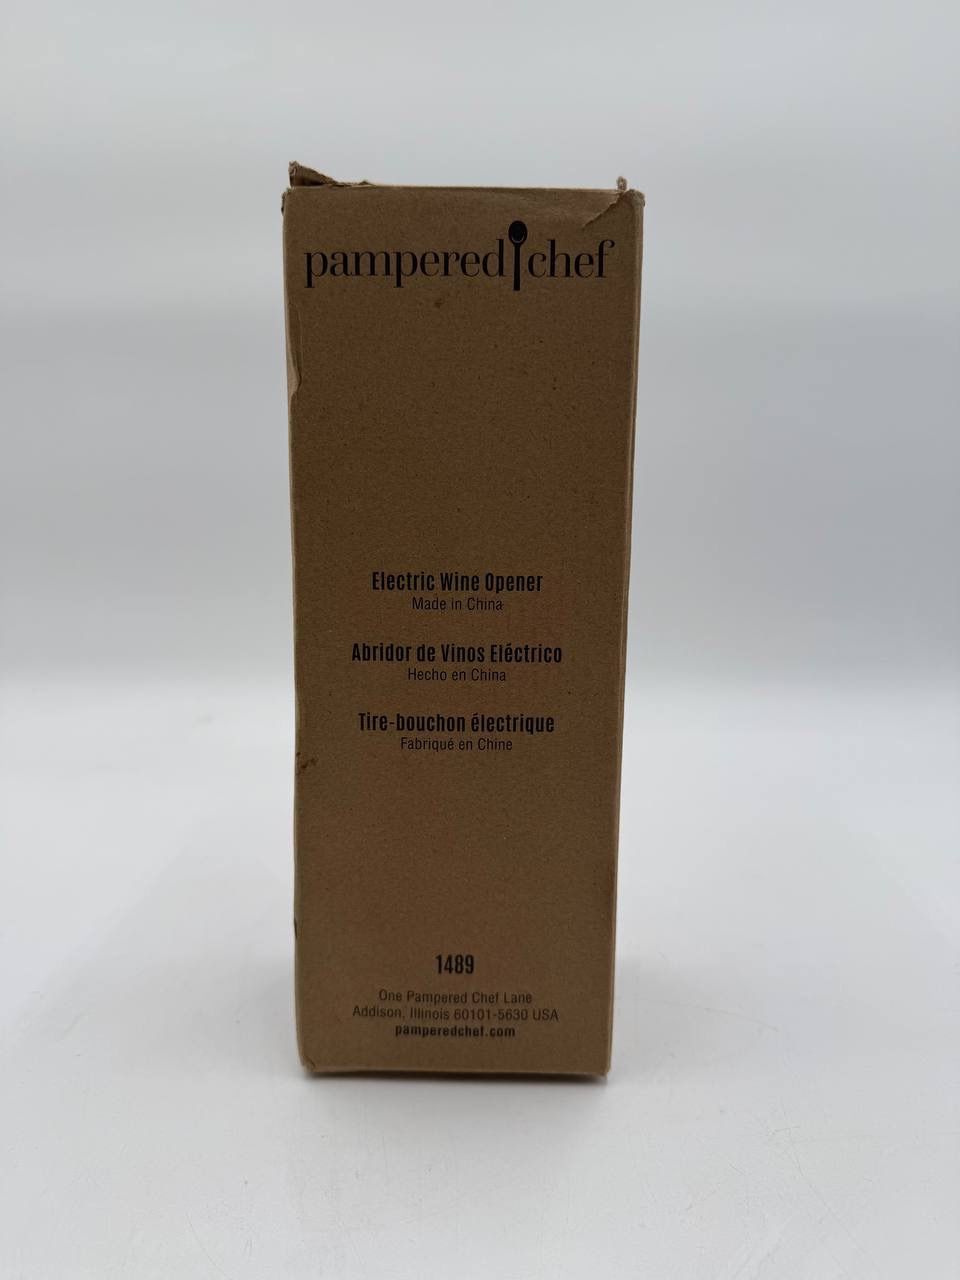 pampered chef
Electric Wine Opener
Made in China
Abridor de Vinos Eléctrico
Hecho en China
Tire-bouchon électrique
Fabriqué en Chine
1489
One Pampered Chef Lane
Addison, Illinois 60101-5630 USA
pamperedchef.com